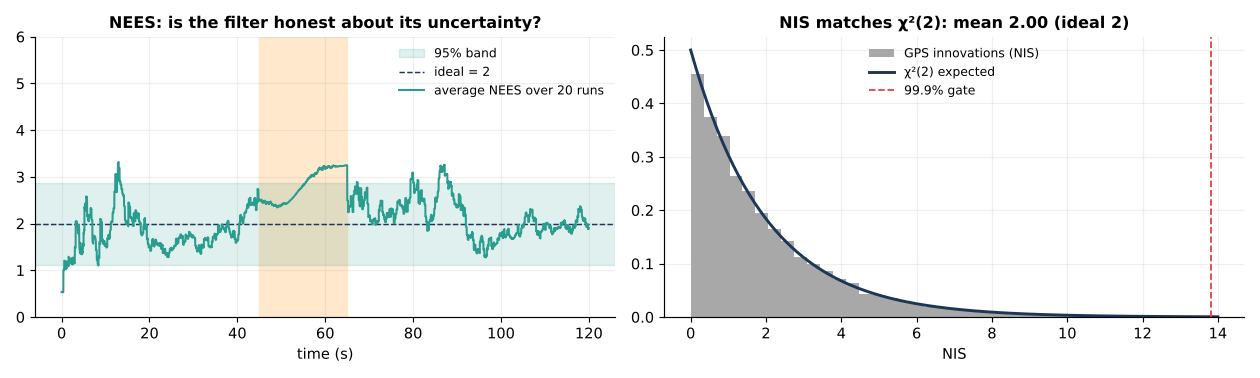 NEES: is the filter honest about its uncertainty?
6
5
4
3
2
1
0
95% band
ideal = 2
average NEES over 20 runs
0
20
40
60
80
100
120
time (s)
NIS matches χ²(2): mean 2.00 (ideal 2)
0.5
0.4
0.3
0.2
0.1
0.0
GPS innovations (NIS)
χ²(2) expected
99.9% gate
0
2
4
6
8
10
12
14
NIS